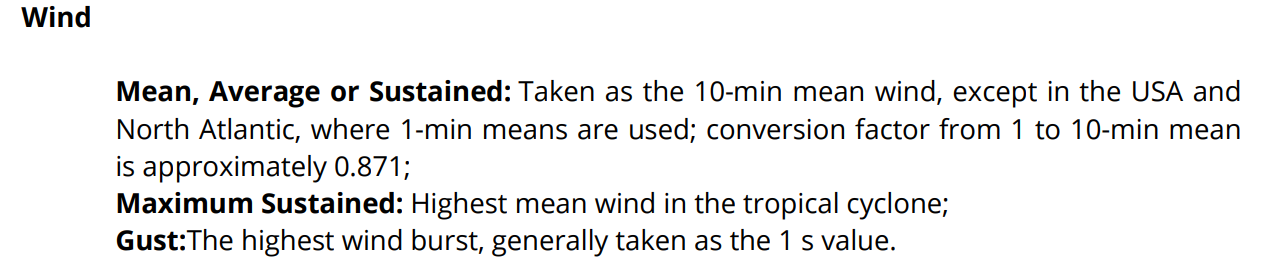 Wind
Mean, Average or Sustained: Taken as the 10-min mean wind, except in the USA and
North Atlantic, where 1-min means are used; conversion factor from 1 to 10-min mean
is approximately 0.871;
Maximum Sustained: Highest mean wind in the tropical cyclone;
Gust:The highest wind burst, generally taken as the 1 s value.